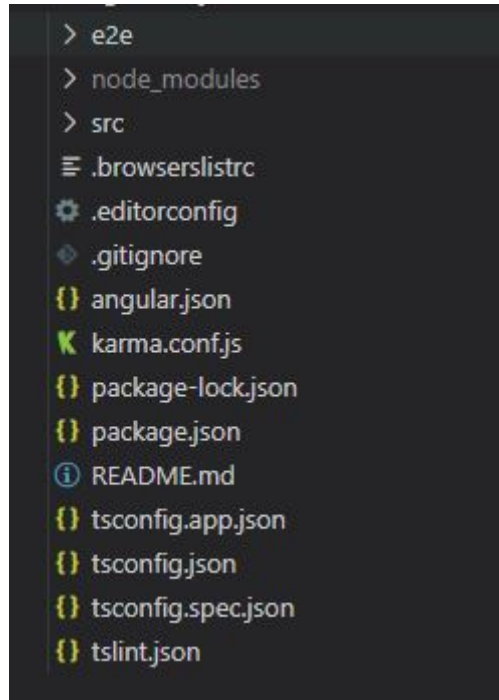 e2e
node_modules
src
.browserslistrc
.editorconfig
.gitignore
angular.json
karma.conf.js
package-lock.json
package.json
README.md
tsconfig.app.json
tsconfig.json
tsconfig.spec.json
tslint.json